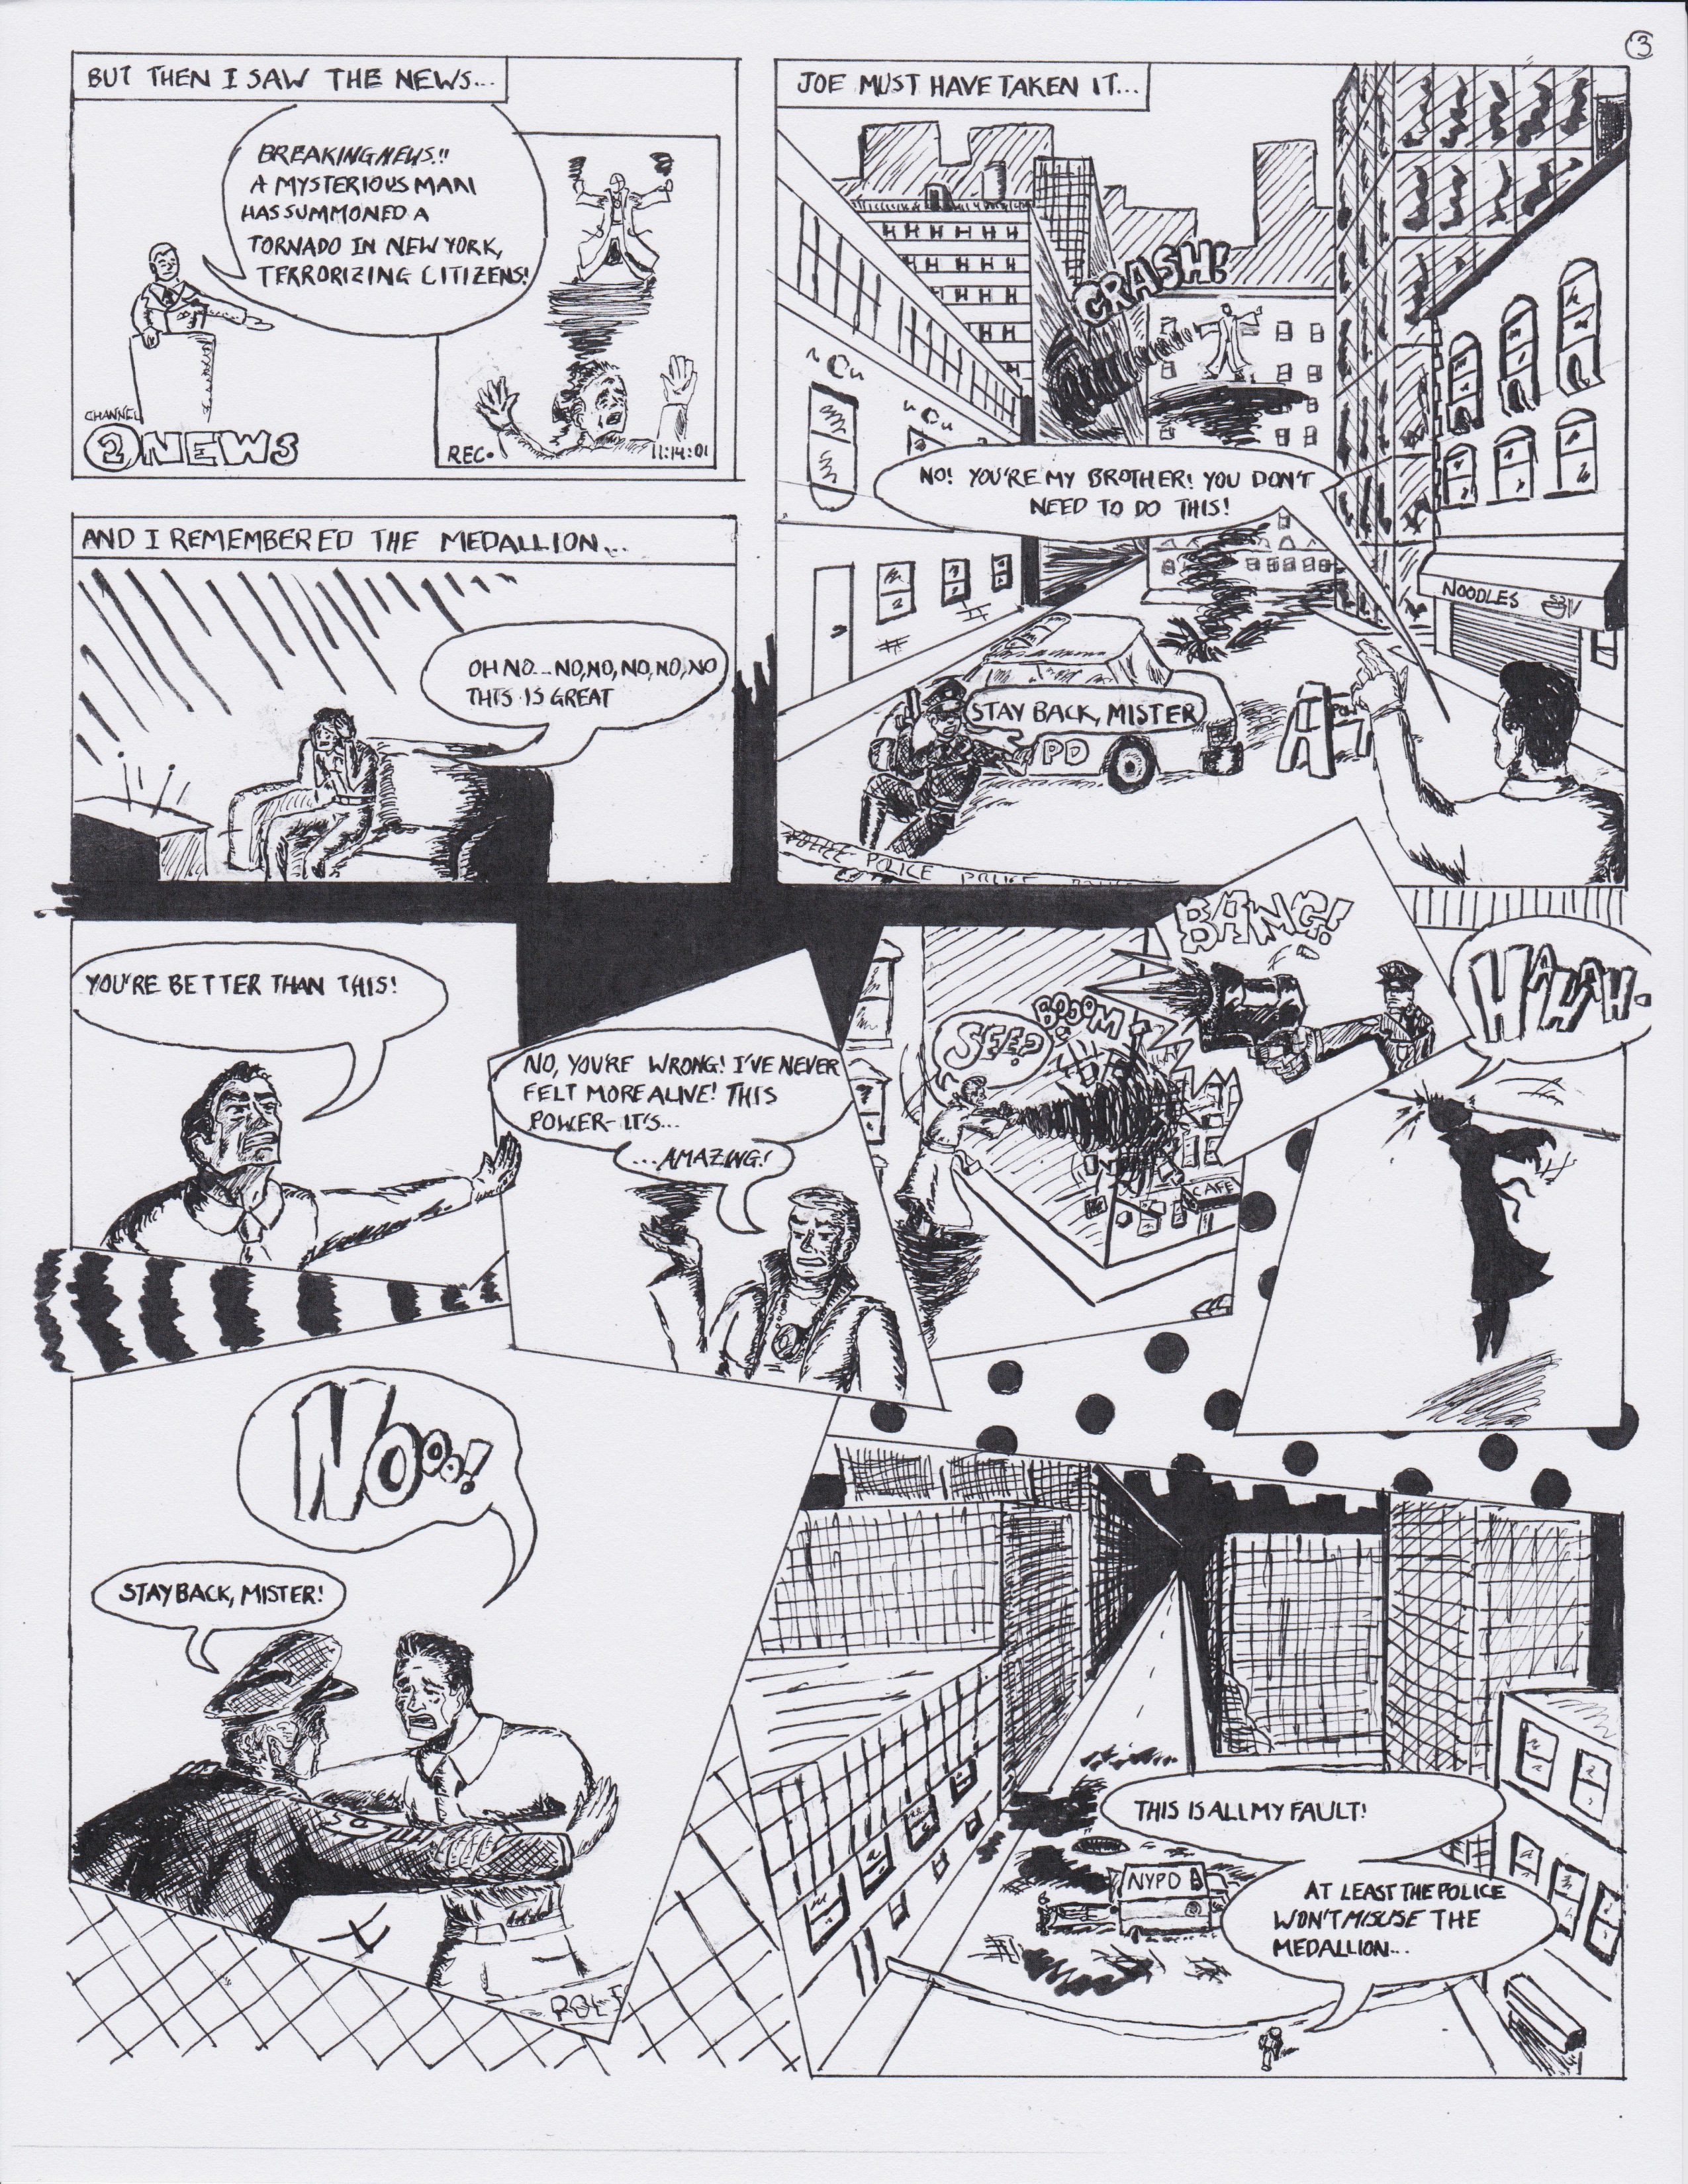 3
BUT THEN I SAW THE NEWS...
BREAKING NEWS!!
A MYSTERIOUS MAN
HAS SUMMONED A
TORNADO IN NEW YORK,
TERRORIZING CITIZENS!
CHANNEL
2 NEWS
REC•
11:14:01
AND I REMEMBERED THE MEDALLION...
OH NO...NO,NO,NO,NO,NO
THIS IS GREAT
JOE MUST HAVE TAKEN IT...
CRASH!
NO! YOU'RE MY BROTHER! YOU DON'T
NEED TO DO THIS!
NOODLES
STAY BACK, MISTER
PD
POLICE POLICE POLICE
YOU'RE BETTER THAN THIS!
NO, YOU'RE WRONG! I'VE NEVER
FELT MORE ALIVE! THIS
POWER- IT'S...
...AMAZING!
SEE?
BOOOM
CAFE
BANG!
HAHAH-
NOOO!
STAY BACK, MISTER!
POLI
THIS IS ALL MY FAULT!
NYPD
AT LEAST THE POLICE
WON'T MISUSE THE
MEDALLION...